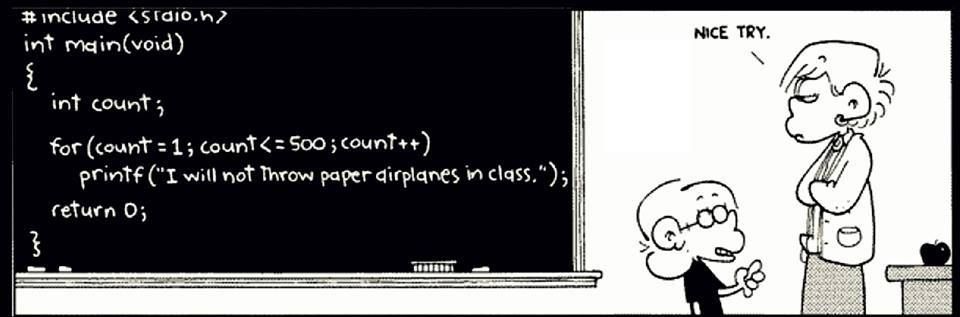 #include <stdio.h>
int main(void)
{
int count;
for (count = 1; count <= 500; count++)
printf("I will not throw paper airplanes in class.");
return 0;
}
NICE TRY.